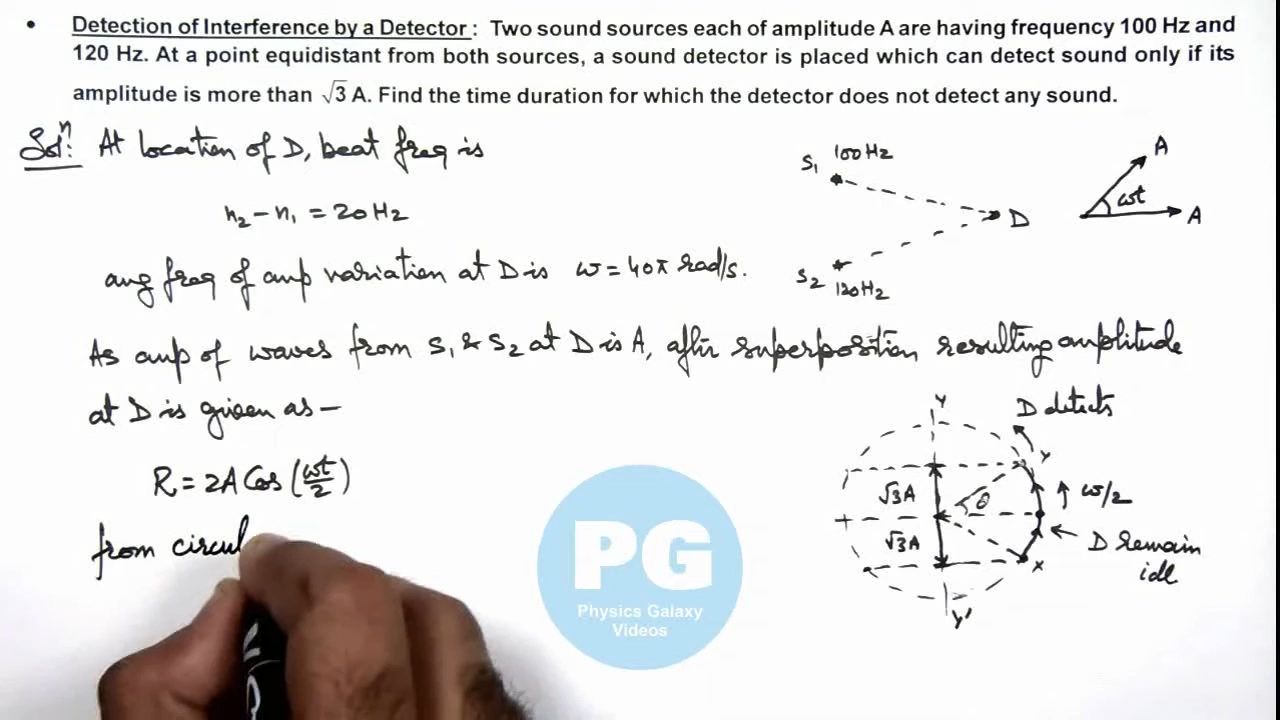 • Detection of Interference by a Detector : Two sound sources each of amplitude A are having frequency 100 Hz and
120 Hz. At a point equidistant from both sources, a sound detector is placed which can detect sound only if its
amplitude is more than √3 A. Find the time duration for which the detector does not detect any sound.
Solⁿ: At location of D, beat freq is
S₁ 100Hz
A
ωt
A
n₂ - n₁ = 20 Hz
D
ang freq of amp variation at D is ω = 40π rad/s.
S₂
120Hz
As amp of waves from S₁ & S₂ at D is A, after superposition resulting amplitude
at D is given as —
Y
D detects
R = 2A Cos (ωt/2)
y
√3A
θ
ω/2
√3A
D remain
idl
x
from circul
Y'
PG
Physics Galaxy
Videos